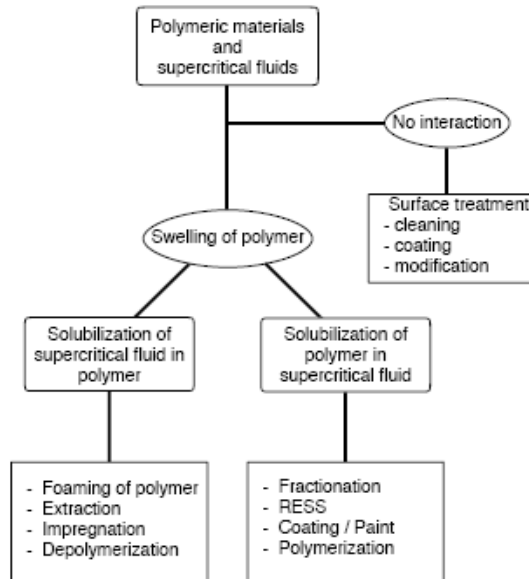 Polymeric materials
and
supercritical fluids
No interaction
Surface treatment
- cleaning
- coating
- modification
Swelling of polymer
Solubilization of
supercritical fluid in
polymer
Solubilization of
polymer in
supercritical fluid
- Foaming of polymer
- Extraction
- Impregnation
- Depolymerization
- Fractionation
- RESS
- Coating / Paint
- Polymerization